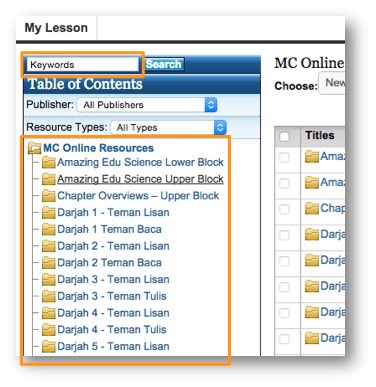 My Lesson
Keywords Search
Table of Contents
Publisher: All Publishers
Resource Types: All Types
MC Online Resources
Amazing Edu Science Lower Block
Amazing Edu Science Upper Block
Chapter Overviews – Upper Block
Darjah 1 - Teman Lisan
Darjah 1 Teman Baca
Darjah 2 - Teman Lisan
Darjah 2 Teman Baca
Darjah 3 - Teman Lisan
Darjah 3 - Teman Tulis
Darjah 4 - Teman Lisan
Darjah 4 - Teman Tulis
Darjah 5 - Teman Lisan
MC Online
Choose: New
Titles
Amaz
Amaz
Chap
Darja
Darja
Darja
Darja
Darja